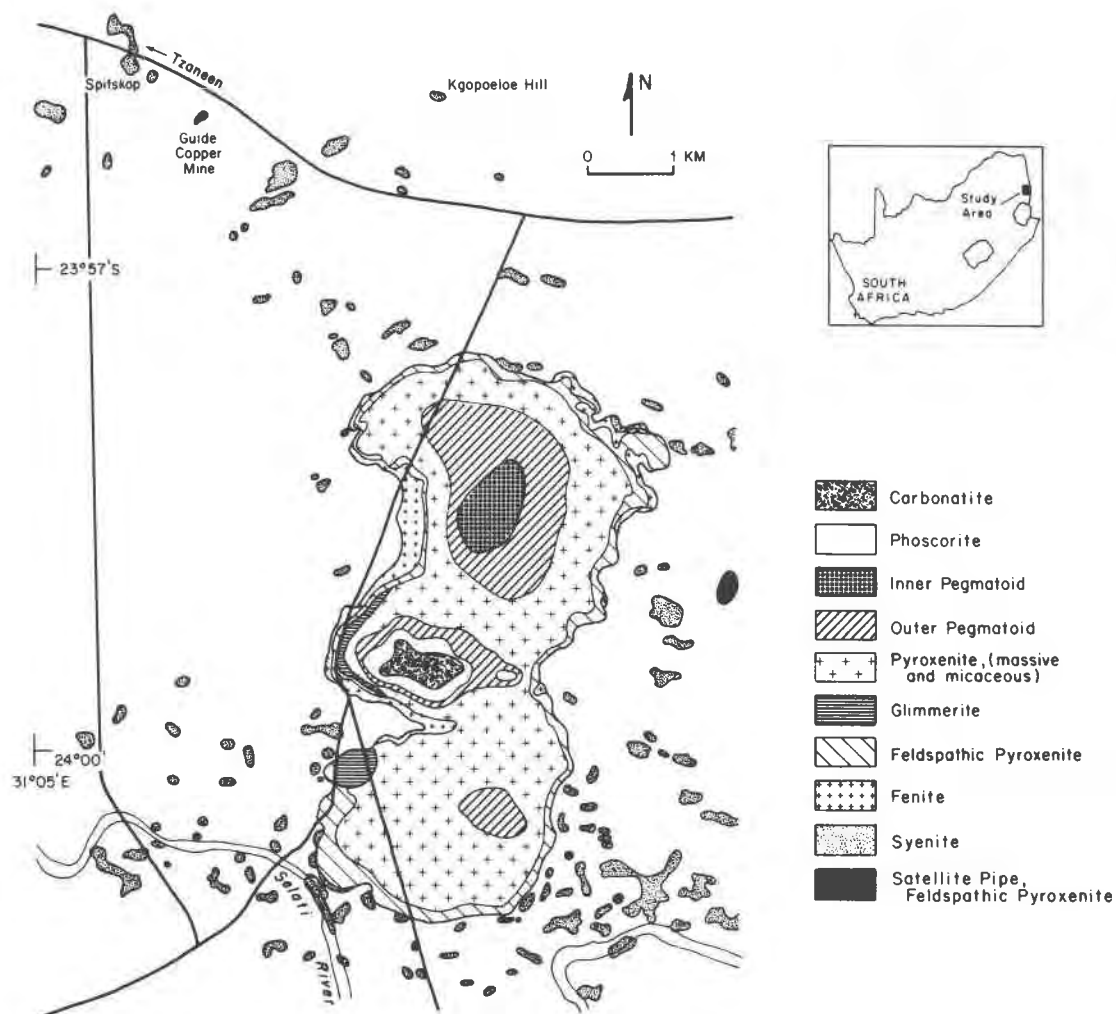 Tzaneen
Spitskop
Kgopoeloe Hill
N
Guide
Copper
Mine
0 1 KM
Study
Area
SOUTH
AFRICA
23°57'S
Carbonatite
Phoscorite
Inner Pegmatoid
Outer Pegmatoid
Pyroxenite, (massive
and micaceous)
Glimmerite
Feldspathic Pyroxenite
Fenite
Syenite
Satellite Pipe,
Feldspathic Pyroxenite
24°00'
31°05'E
Selati
River